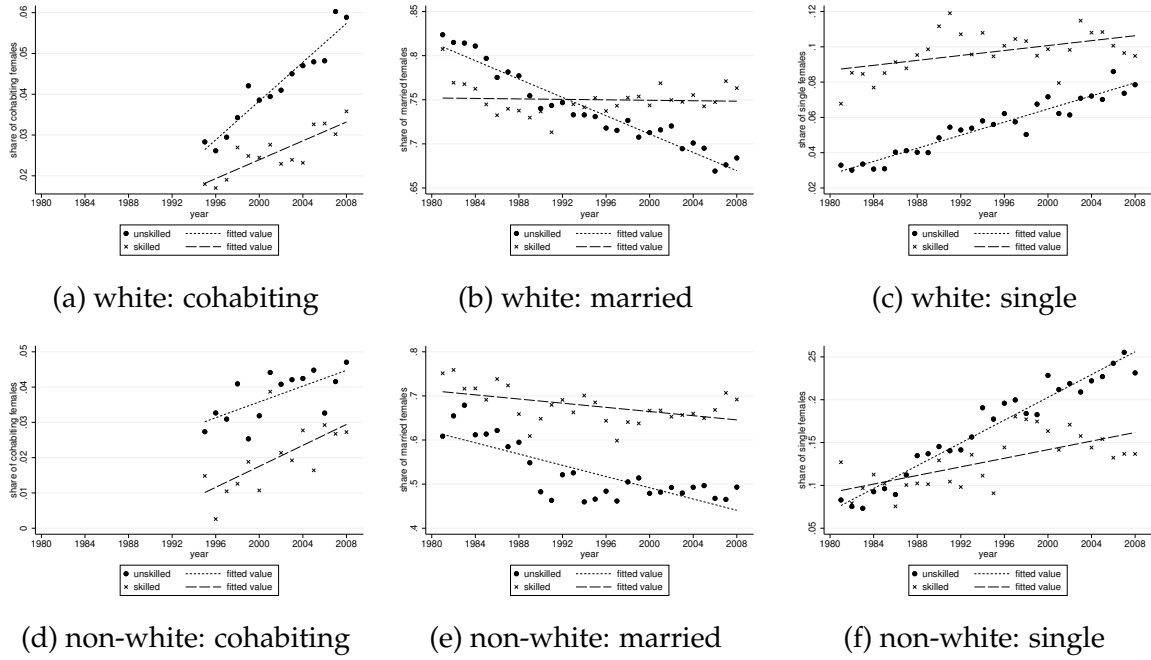 share of cohabiting females
.02 .03 .04 .05 .06
1980 1984 1988 1992 1996 2000 2004 2008
year
unskilled fitted value
skilled fitted value
(a) white: cohabiting
share of married females
.65 .7 .75 .8 .85
1980 1984 1988 1992 1996 2000 2004 2008
year
unskilled fitted value
skilled fitted value
(b) white: married
share of single females
.02 .04 .06 .08 .1 .12
1980 1984 1988 1992 1996 2000 2004 2008
year
unskilled fitted value
skilled fitted value
(c) white: single
share of cohabiting females
0 .01 .02 .03 .04 .05
1980 1984 1988 1992 1996 2000 2004 2008
year
unskilled fitted value
skilled fitted value
(d) non-white: cohabiting
share of married females
.4 .5 .6 .7 .8
1980 1984 1988 1992 1996 2000 2004 2008
year
unskilled fitted value
skilled fitted value
(e) non-white: married
share of single females
.05 .1 .15 .2 .25
1980 1984 1988 1992 1996 2000 2004 2008
year
unskilled fitted value
skilled fitted value
(f) non-white: single